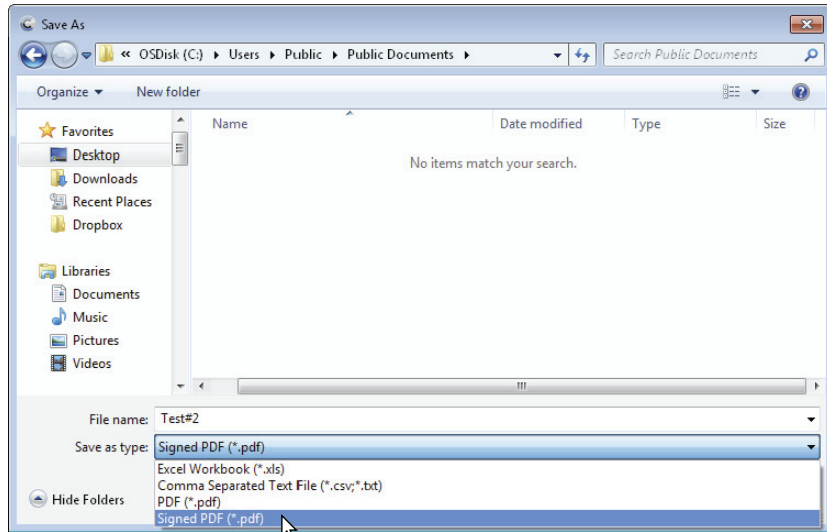 Save As
« OSDisk (C:) ▸ Users ▸ Public ▸ Public Documents ▸
Search Public Documents
Organize
New folder
Name
Date modified
Type
Size
No items match your search.
Favorites
Desktop
Downloads
Recent Places
Dropbox
Libraries
Documents
Music
Pictures
Videos
File name: Test#2
Save as type: Signed PDF (*.pdf)
Excel Workbook (*.xls)
Comma Separated Text File (*.csv;*.txt)
PDF (*.pdf)
Signed PDF (*.pdf)
Hide Folders